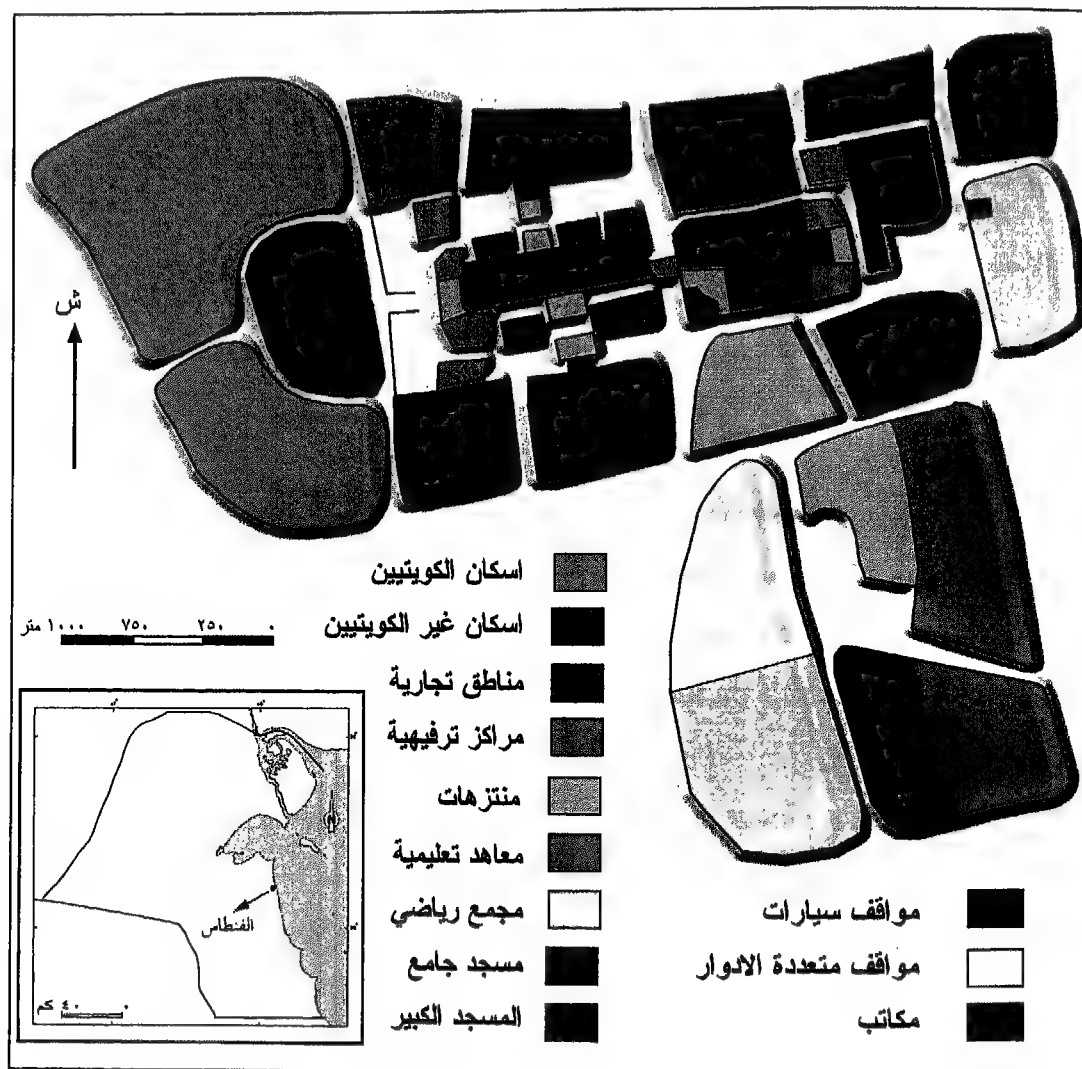 ش
اسكان الكويتيين
اسكان غير الكويتيين
مناطق تجارية
مراكز ترفيهية
منتزهات
معاهد تعليمية
مجمع رياضي
مسجد جامع
المسجد الكبير
مواقف سيارات
مواقف متعددة الادوار
مكاتب
٠ ٢٥٠ ٧٥٠ ١٠٠٠ متر
الفنطاس
٠ ٤٠ كم